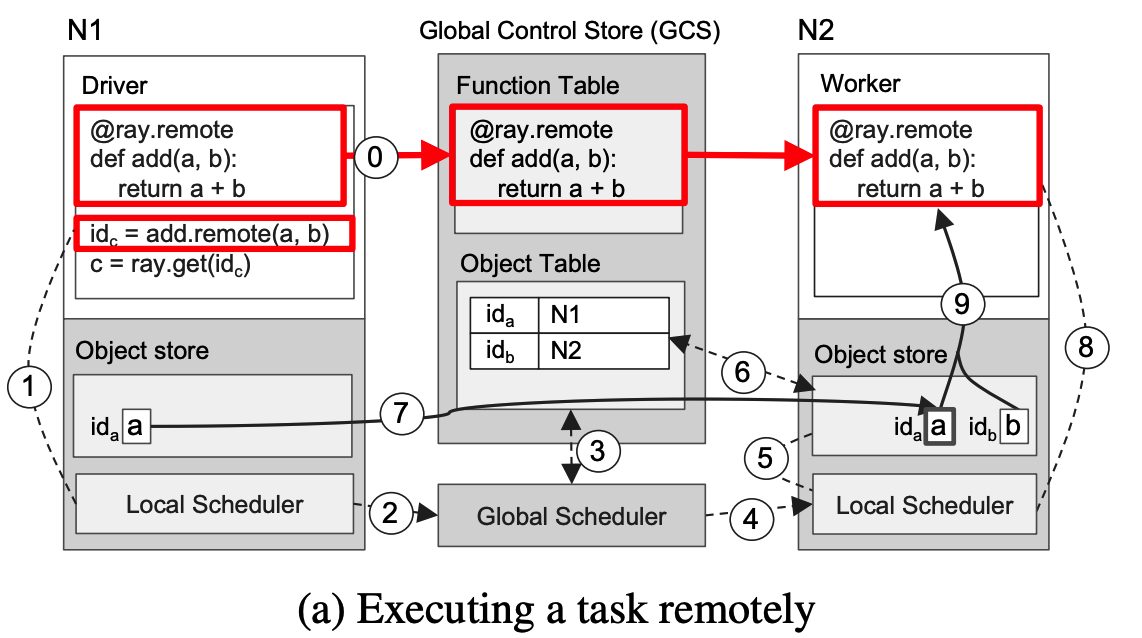 N1
Global Control Store (GCS)
N2
Driver
@ray.remote
def add(a, b):
return a + b
id_c = add.remote(a, b)
c = ray.get(id_c)
Object store
id_a a
Local Scheduler
Function Table
@ray.remote
def add(a, b):
return a + b
Object Table
id_a N1
id_b N2
Global Scheduler
Worker
@ray.remote
def add(a, b):
return a + b
Object store
id_a a id_b b
Local Scheduler
0
1
2
3
4
5
6
7
8
9
(a) Executing a task remotely